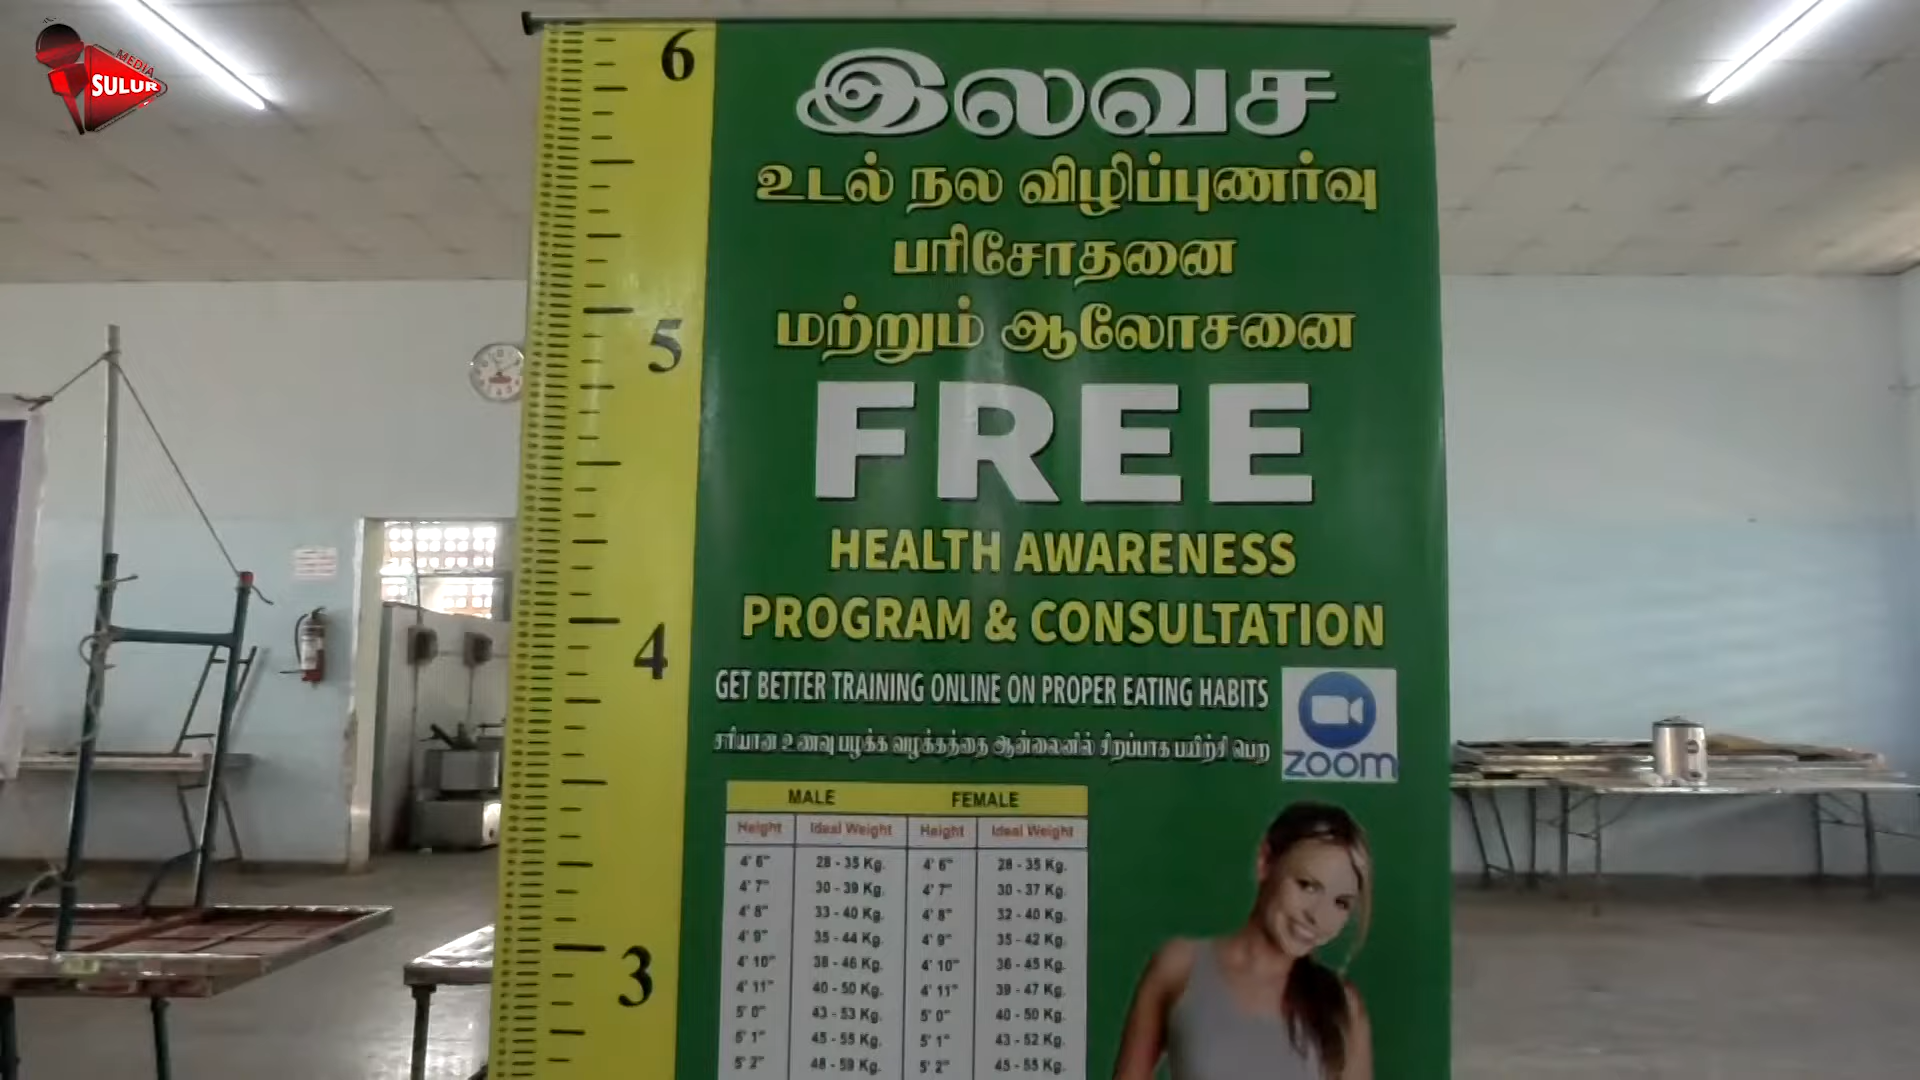 MEDIA
SULUR
6
5
4
3
இலவச
உடல் நல விழிப்புணர்வு
பரிசோதனை
மற்றும் ஆலோசனை
FREE
HEALTH AWARENESS
PROGRAM & CONSULTATION
GET BETTER TRAINING ONLINE ON PROPER EATING HABITS
சரியான உணவு பழக்க வழக்கத்தை ஆன்லைனில் சிறப்பாக பயிற்சி பெற
zoom
MALE FEMALE
Height Ideal Weight Height Ideal Weight
4' 6" 28 - 35 Kg. 4' 6" 28 - 35 Kg.
4' 7" 30 - 39 Kg. 4' 7" 30 - 37 Kg.
4' 8" 33 - 40 Kg. 4' 8" 32 - 40 Kg.
4' 9" 35 - 44 Kg. 4' 9" 35 - 42 Kg.
4' 10" 38 - 46 Kg. 4' 10" 36 - 45 Kg.
4' 11" 40 - 50 Kg. 4' 11" 39 - 47 Kg.
5' 0" 43 - 53 Kg. 5' 0" 40 - 50 Kg.
5' 1" 45 - 55 Kg. 5' 1" 43 - 52 Kg.
5' 2" 48 - 59 Kg. 5' 2" 45 - 55 Kg.